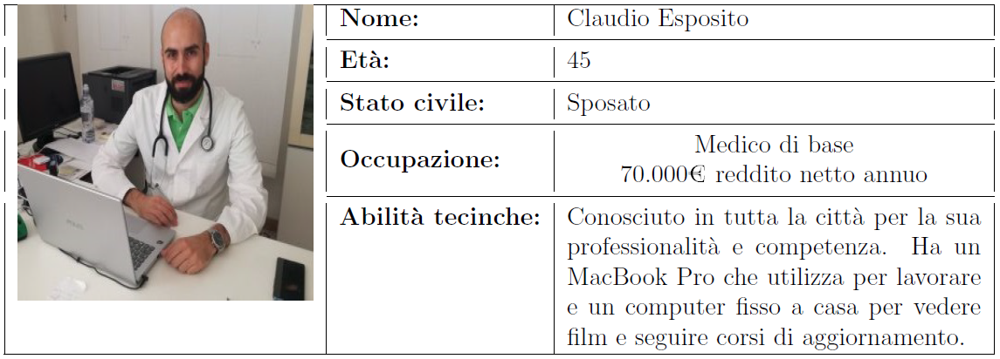 Nome: Claudio Esposito
Età: 45
Stato civile: Sposato
Occupazione: Medico di base
70.000€ reddito netto annuo
Abilità tecinche: Conosciuto in tutta la città per la sua
professionalità e competenza. Ha un
MacBook Pro che utilizza per lavorare
e un computer fisso a casa per vedere
film e seguire corsi di aggiornamento.